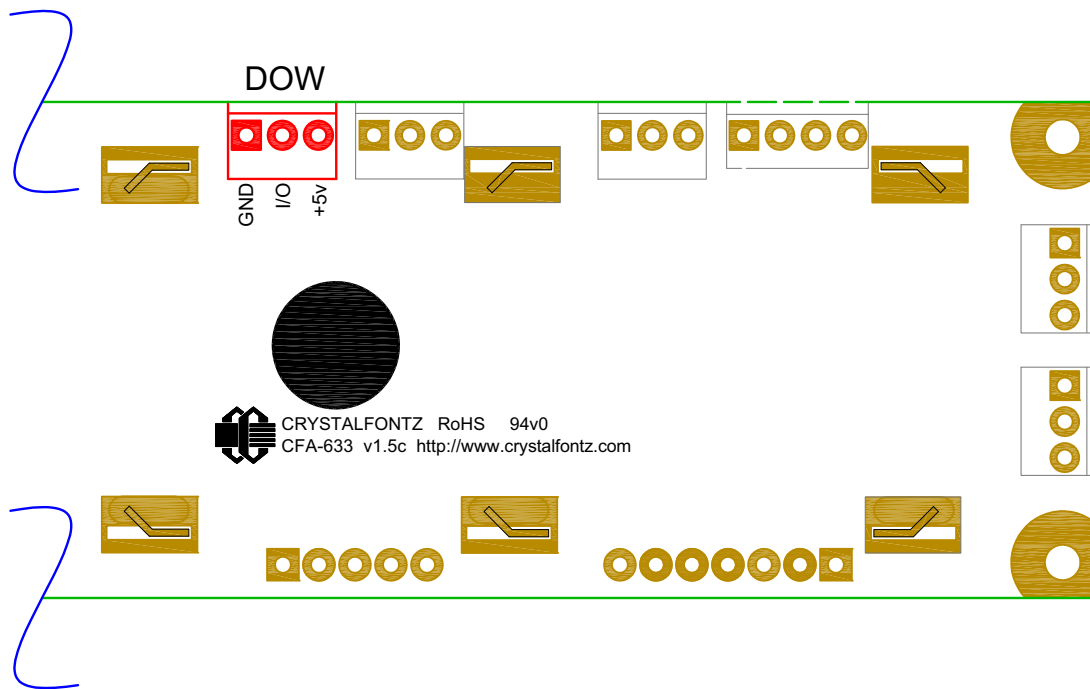 DOW
GND
I/O
+5v
CRYSTALFONTZ RoHS 94v0
CFA-633 v1.5c http://www.crystalfontz.com